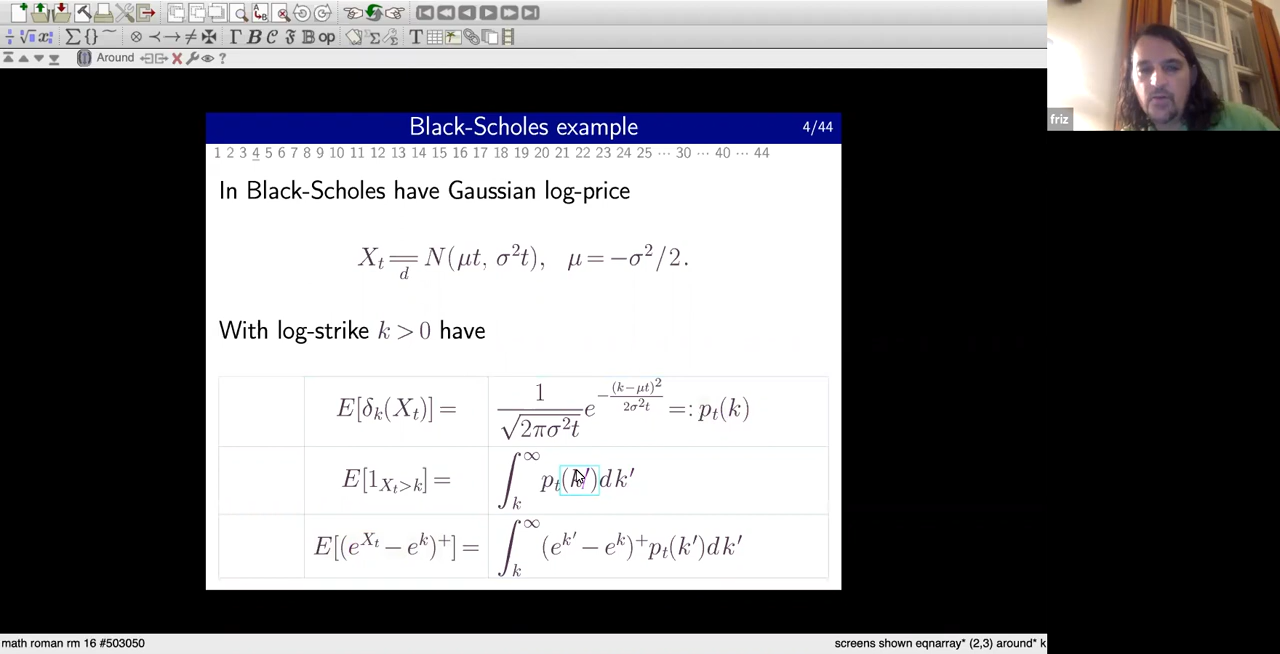 Around
friz
Black-Scholes example 4/44
1 2 3 4 5 6 7 8 9 10 11 12 13 14 15 16 17 18 19 20 21 22 23 24 25 ··· 30 ··· 40 ··· 44
In Black-Scholes have Gaussian log-price
X_t =_d N(μt, σ²t), μ = −σ²/2.
With log-strike k > 0 have
E[δ_k(X_t)] = 1/√(2πσ²t) e^{−(k−μt)²/(2σ²t)} =: p_t(k)
E[1_{X_t>k}] = ∫_k^∞ p_t(k′)dk′
E[(e^{X_t} − e^k)^+] = ∫_k^∞ (e^{k′} − e^k)^+ p_t(k′)dk′
math roman rm 16 #503050
screens shown eqnarray* (2,3) around* k